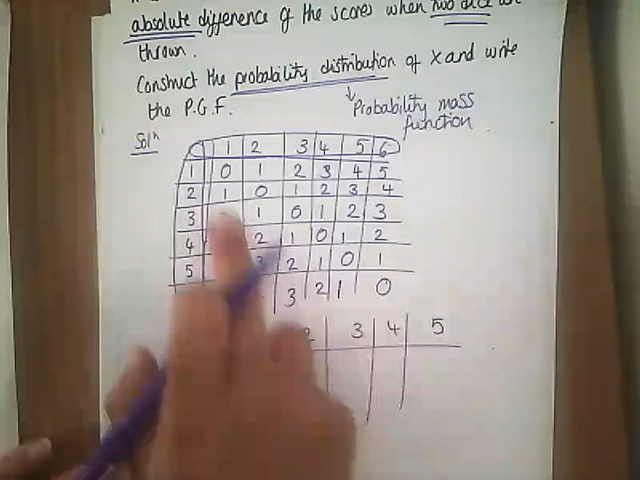 absolute difference of the scores when two dice
thrown.
Construct the probability distribution of X and write
the P.G.F.
Probability mass
function
Solⁿ
1 2 3 4 5 6
1 0 1 2 3 4 5
2 1 0 1 2 3 4
3 1 0 1 2 3
4 2 1 0 1 2
5 3 2 1 0 1
3 2 1 0
2 3 4 5